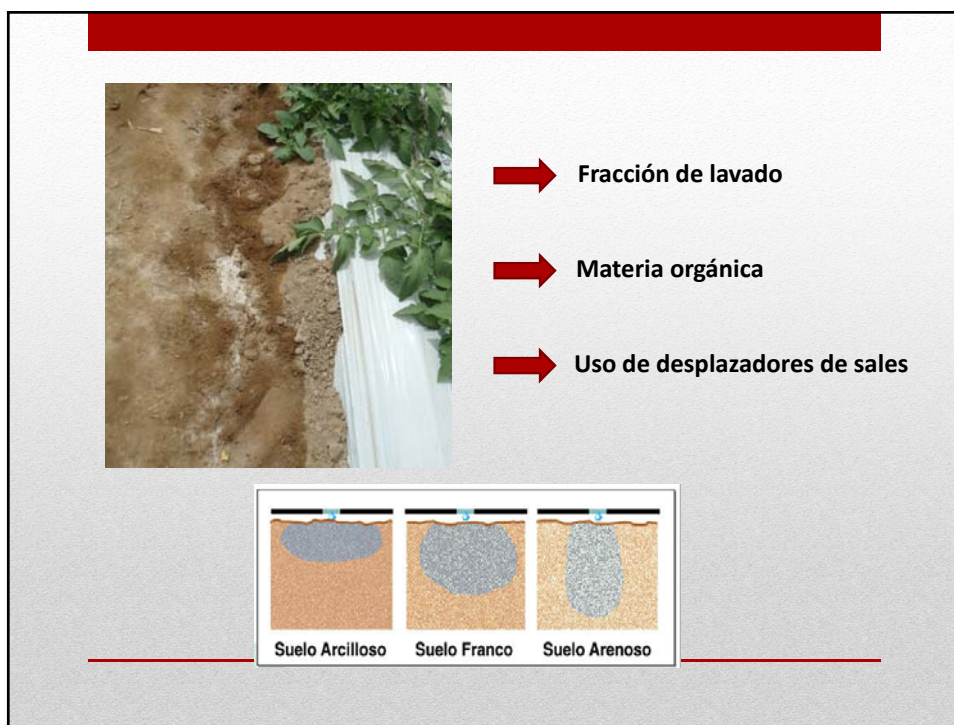 Fracción de lavado
Materia orgánica
Uso de desplazadores de sales
Suelo Arcilloso Suelo Franco Suelo Arenoso